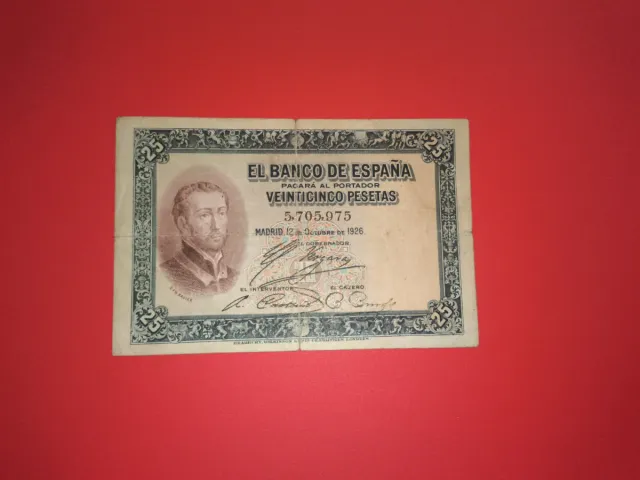 25 25
EL BANCO DE ESPAÑA
PAGARÁ AL PORTADOR
VEINTICINCO PESETAS
5,705,975
MADRID 12 DE OCTUBRE DE 1926
EL GOBERNADOR
EL INTERVENTOR EL CAJERO
25 25